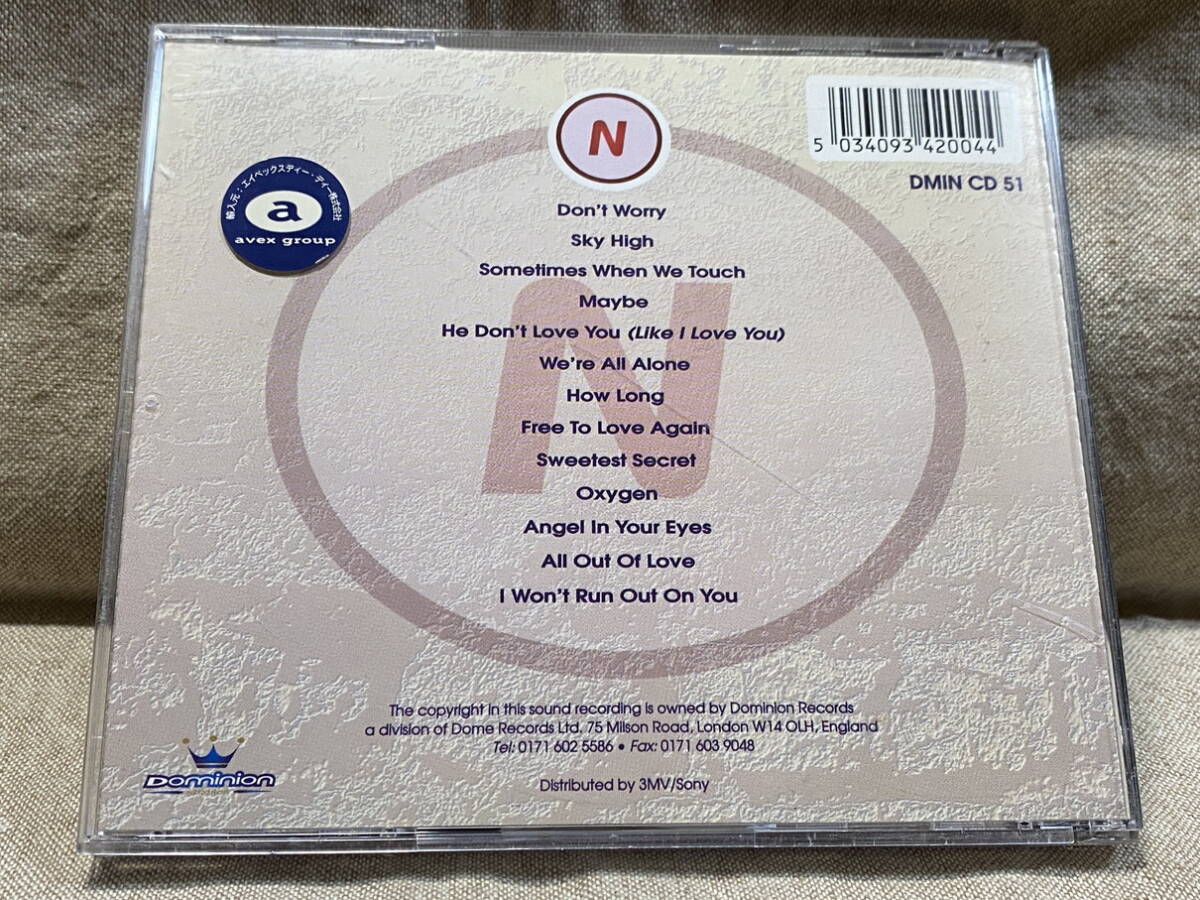 N
5 034093 420044
DMIN CD 51
輸入元:エイベックスディー・ディー株式会社
a
avex group
Don't Worry
Sky High
Sometimes When We Touch
Maybe
He Don't Love You (Like I Love You)
We're All Alone
How Long
Free To Love Again
Sweetest Secret
Oxygen
Angel In Your Eyes
All Out Of Love
I Won't Run Out On You
N
The copyright in this sound recording is owned by Dominion Records
a division of Dome Records Ltd. 75 Milson Road, London W14 OLH, England
Tel: 0171 602 5586 • Fax: 0171 603 9048
Dominion
Distributed by 3MV/Sony